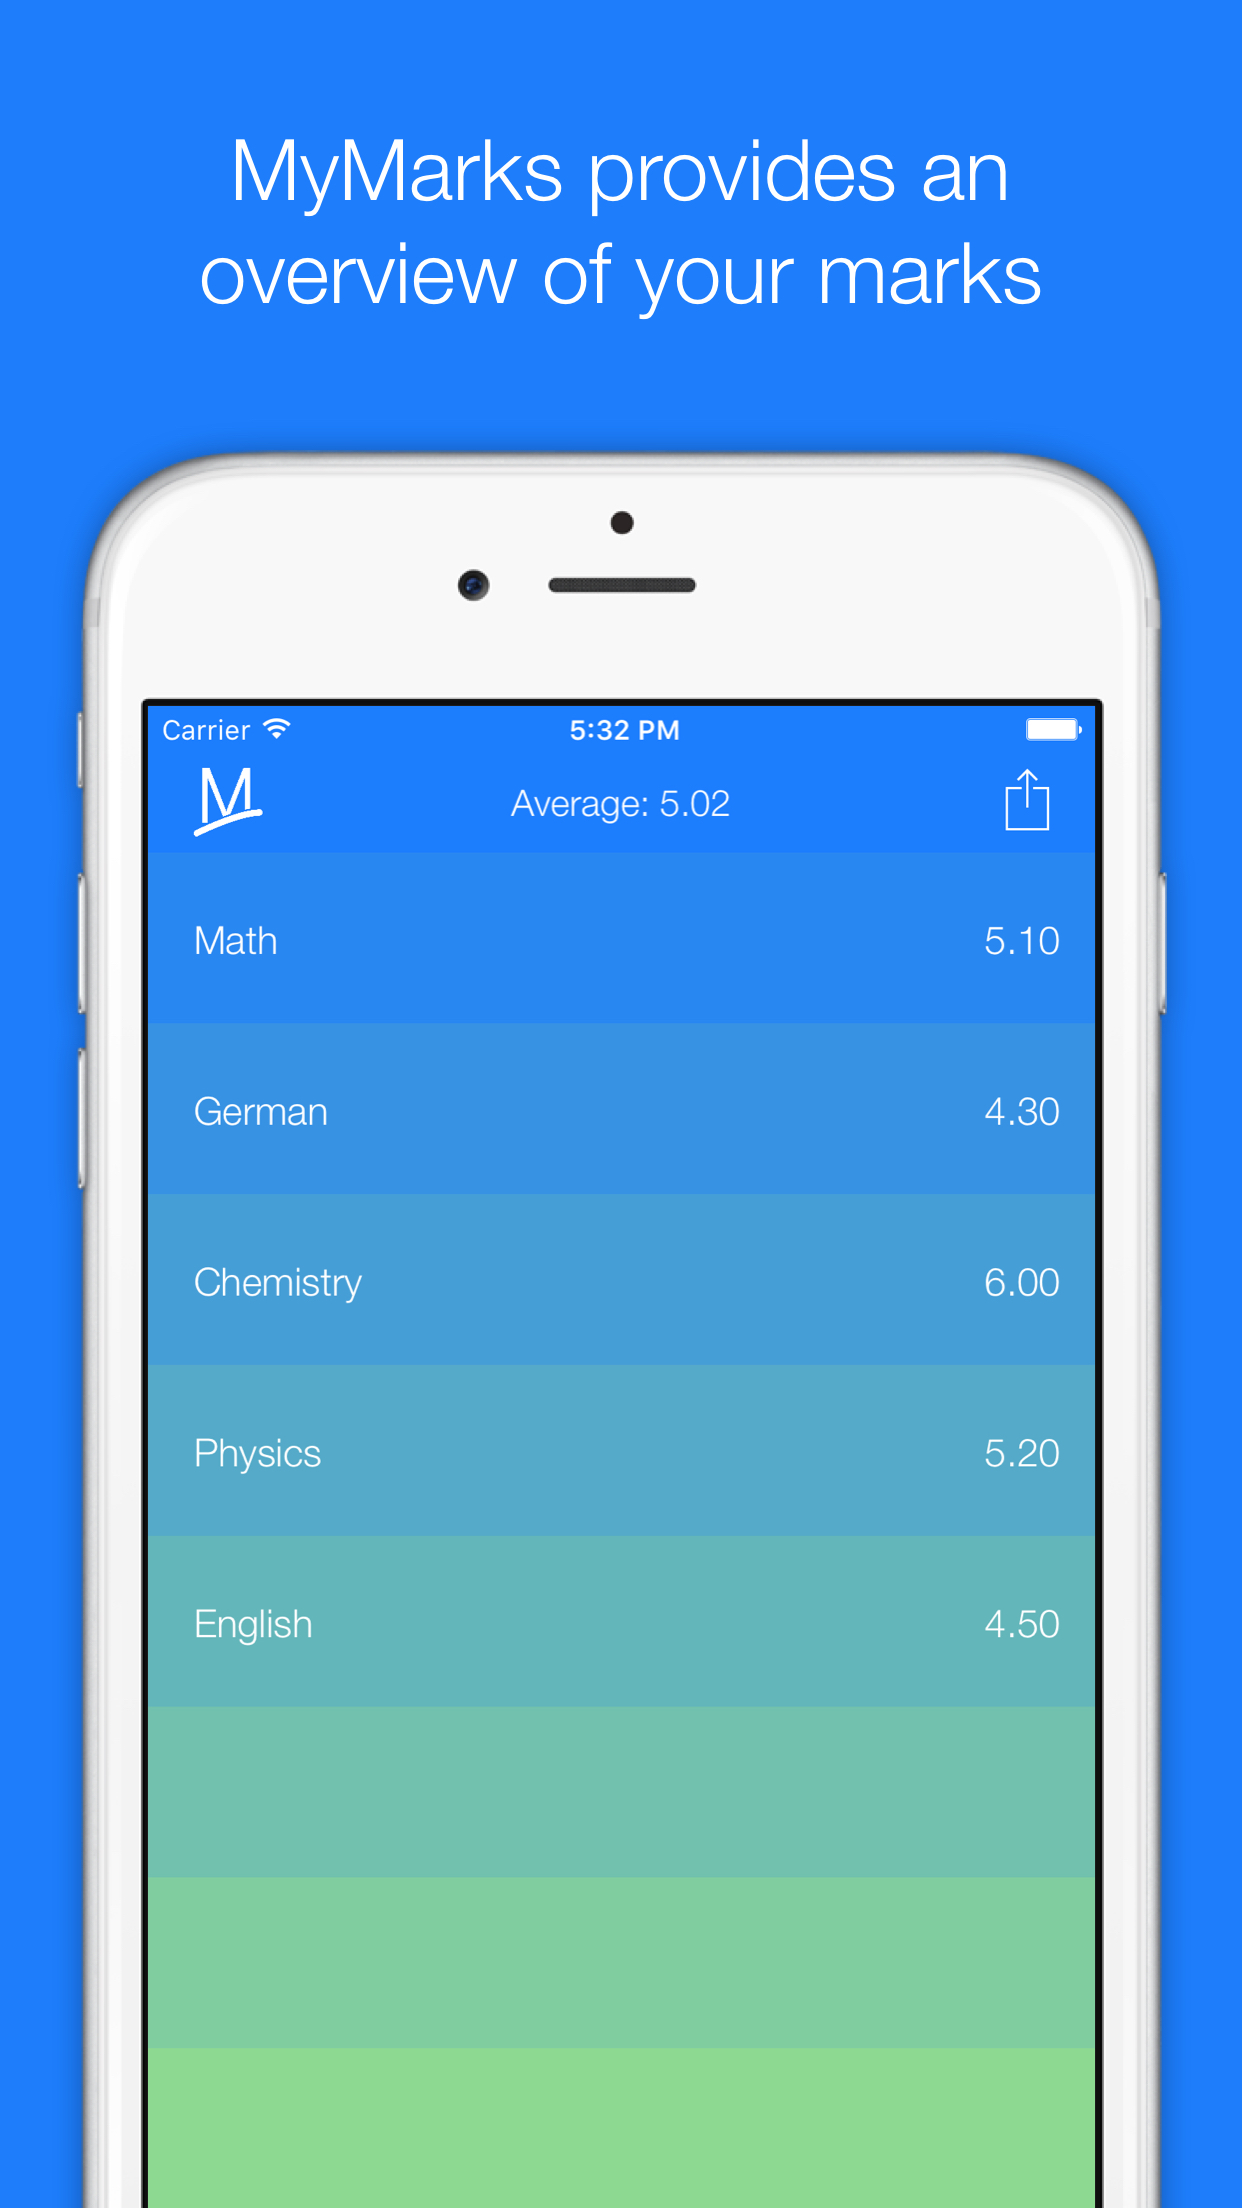 MyMarks provides an
overview of your marks
Carrier 5:32 PM
M Average: 5.02
Math 5.10
German 4.30
Chemistry 6.00
Physics 5.20
English 4.50